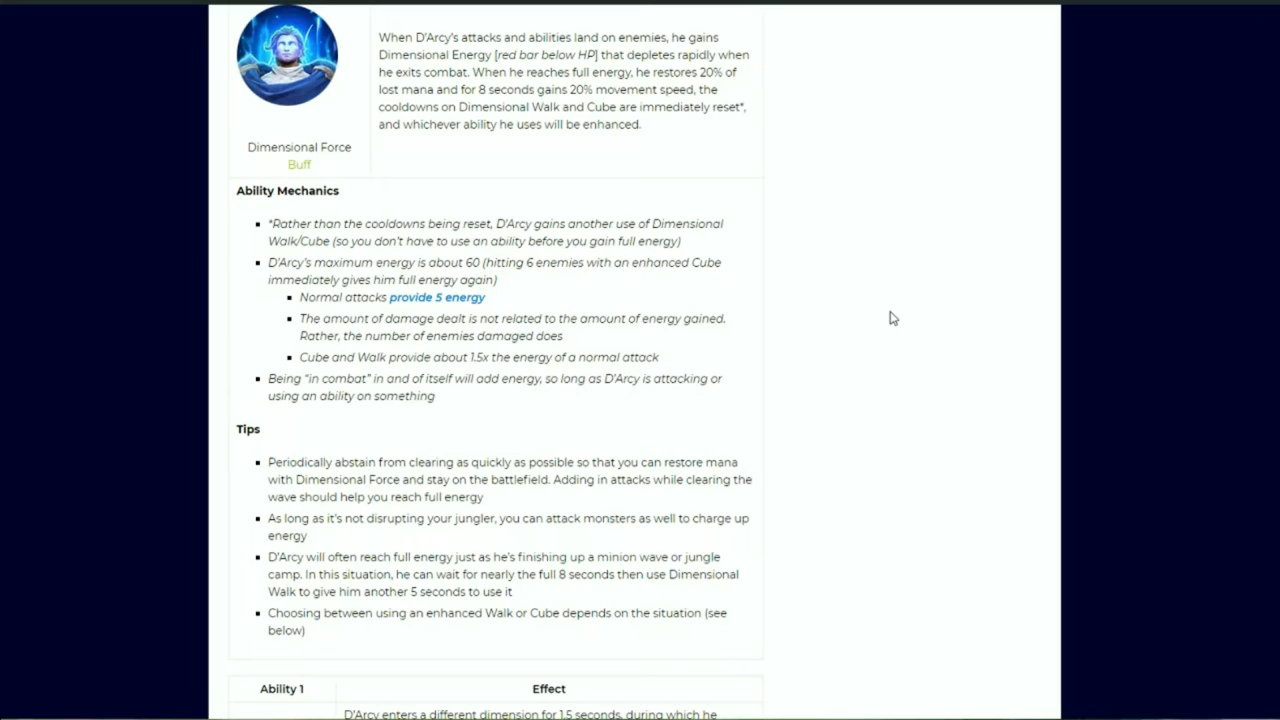 When D'Arcy's attacks and abilities land on enemies, he gains
Dimensional Energy [red bar below HP] that depletes rapidly when
he exits combat. When he reaches full energy, he restores 20% of
lost mana and for 8 seconds gains 20% movement speed, the
cooldowns on Dimensional Walk and Cube are immediately reset*,
and whichever ability he uses will be enhanced.
Dimensional Force
Buff
Ability Mechanics
▪ *Rather than the cooldowns being reset, D'Arcy gains another use of Dimensional
Walk/Cube (so you don't have to use an ability before you gain full energy)
▪ D'Arcy's maximum energy is about 60 (hitting 6 enemies with an enhanced Cube
immediately gives him full energy again)
▪ Normal attacks provide 5 energy
▪ The amount of damage dealt is not related to the amount of energy gained.
Rather, the number of enemies damaged does
▪ Cube and Walk provide about 1.5x the energy of a normal attack
▪ Being "in combat" in and of itself will add energy, so long as D'Arcy is attacking or
using an ability on something
Tips
▪ Periodically abstain from clearing as quickly as possible so that you can restore mana
with Dimensional Force and stay on the battlefield. Adding in attacks while clearing the
wave should help you reach full energy
▪ As long as it's not disrupting your jungler, you can attack monsters as well to charge up
energy
▪ D'Arcy will often reach full energy just as he's finishing up a minion wave or jungle
camp. In this situation, he can wait for nearly the full 8 seconds then use Dimensional
Walk to give him another 5 seconds to use it
▪ Choosing between using an enhanced Walk or Cube depends on the situation (see
below)
Ability 1
Effect
D'Arcy enters a different dimension for 1.5 seconds, during which he